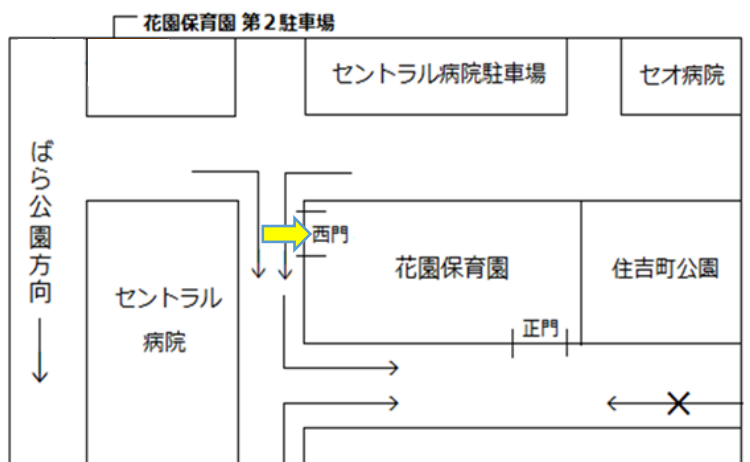 花園保育園 第２駐車場
セントラル病院駐車場
セオ病院
ばら公園方向
西門
花園保育園
住吉町公園
セントラル
病院
正門